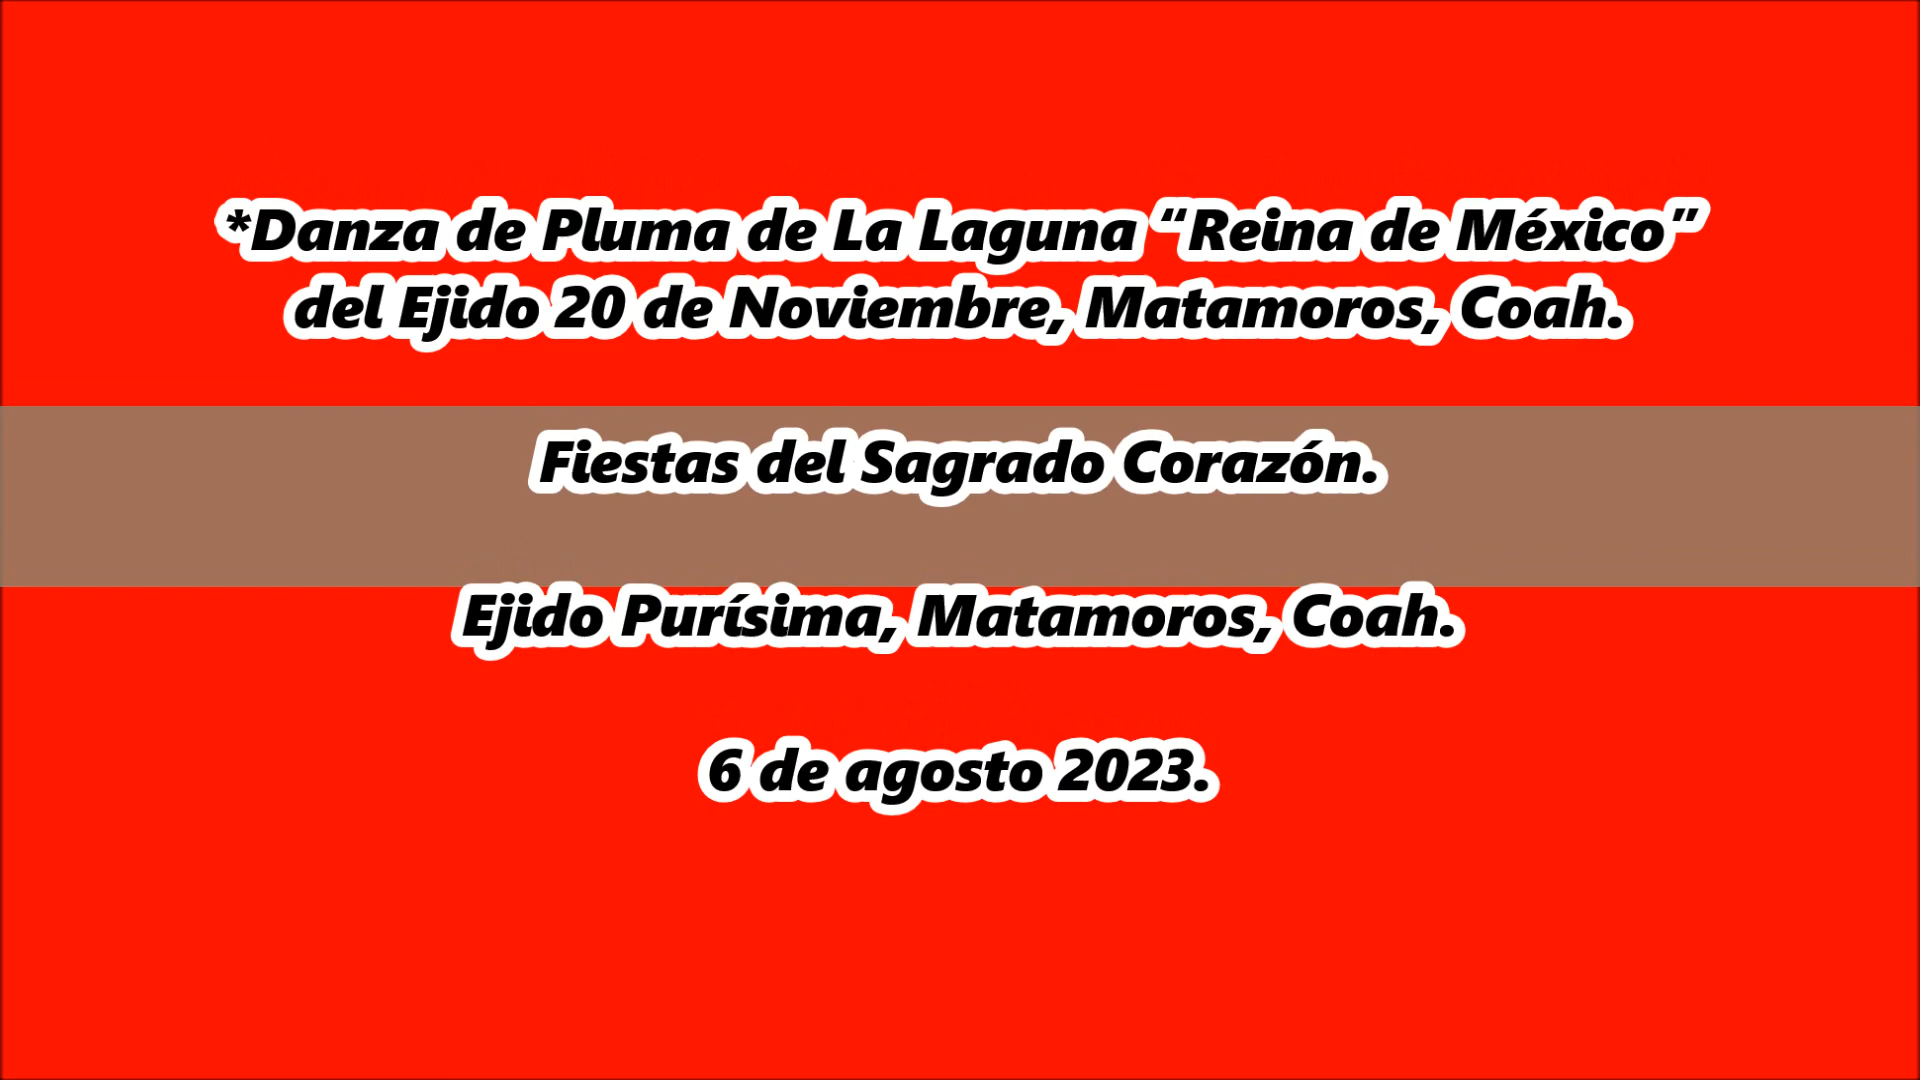 *Danza de Pluma de La Laguna “Reina de México”
del Ejido 20 de Noviembre, Matamoros, Coah.
Fiestas del Sagrado Corazón.
Ejido Purísima, Matamoros, Coah.
6 de agosto 2023.